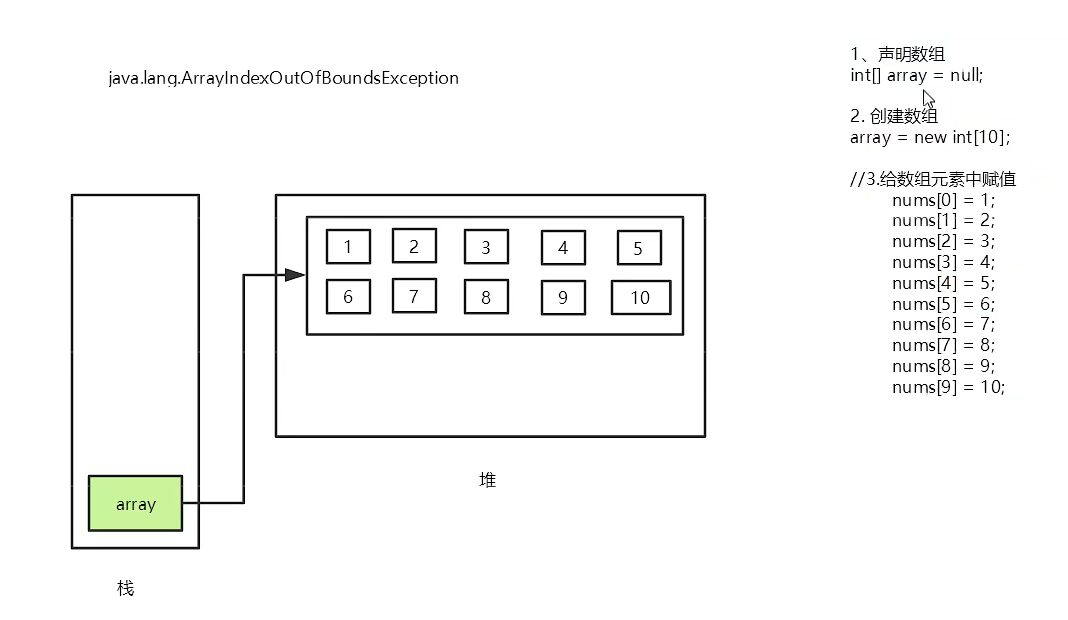 java.lang.ArrayIndexOutOfBoundsException
1、声明数组
int[] array = null;
2. 创建数组
array = new int[10];
//3.给数组元素中赋值
nums[0] = 1;
nums[1] = 2;
nums[2] = 3;
nums[3] = 4;
nums[4] = 5;
nums[5] = 6;
nums[6] = 7;
nums[7] = 8;
nums[8] = 9;
nums[9] = 10;
1 2 3 4 5
6 7 8 9 10
堆
array
栈